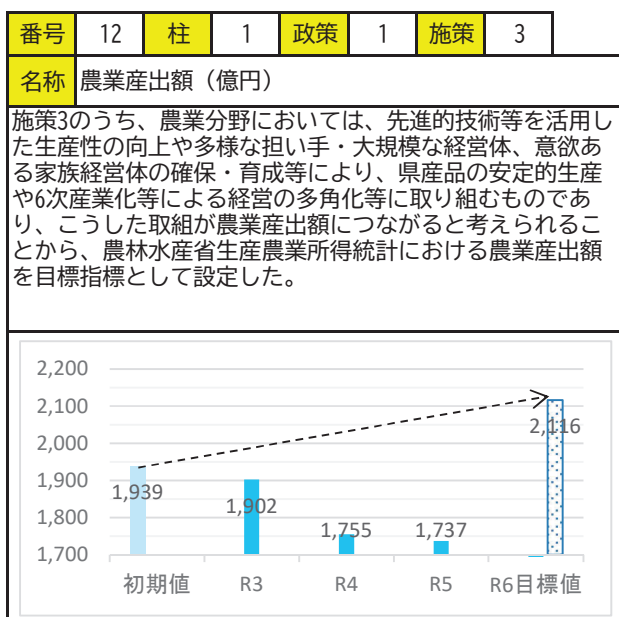 番号 12 柱 1 政策 1 施策 3
名称 農業産出額（億円）
施策3のうち、農業分野においては、先進的技術等を活用し
た生産性の向上や多様な担い手・大規模な経営体、意欲あ
る家族経営体の確保・育成等により、県産品の安定的生産
や6次産業化等による経営の多角化等に取り組むものであ
り、こうした取組が農業産出額につながると考えられるこ
とから、農林水産省生産農業所得統計における農業産出額
を目標指標として設定した。
2,200
2,100
2,000
1,900
1,800
1,700
1,939
1,902
1,755
1,737
2,116
初期値 R3 R4 R5 R6目標値